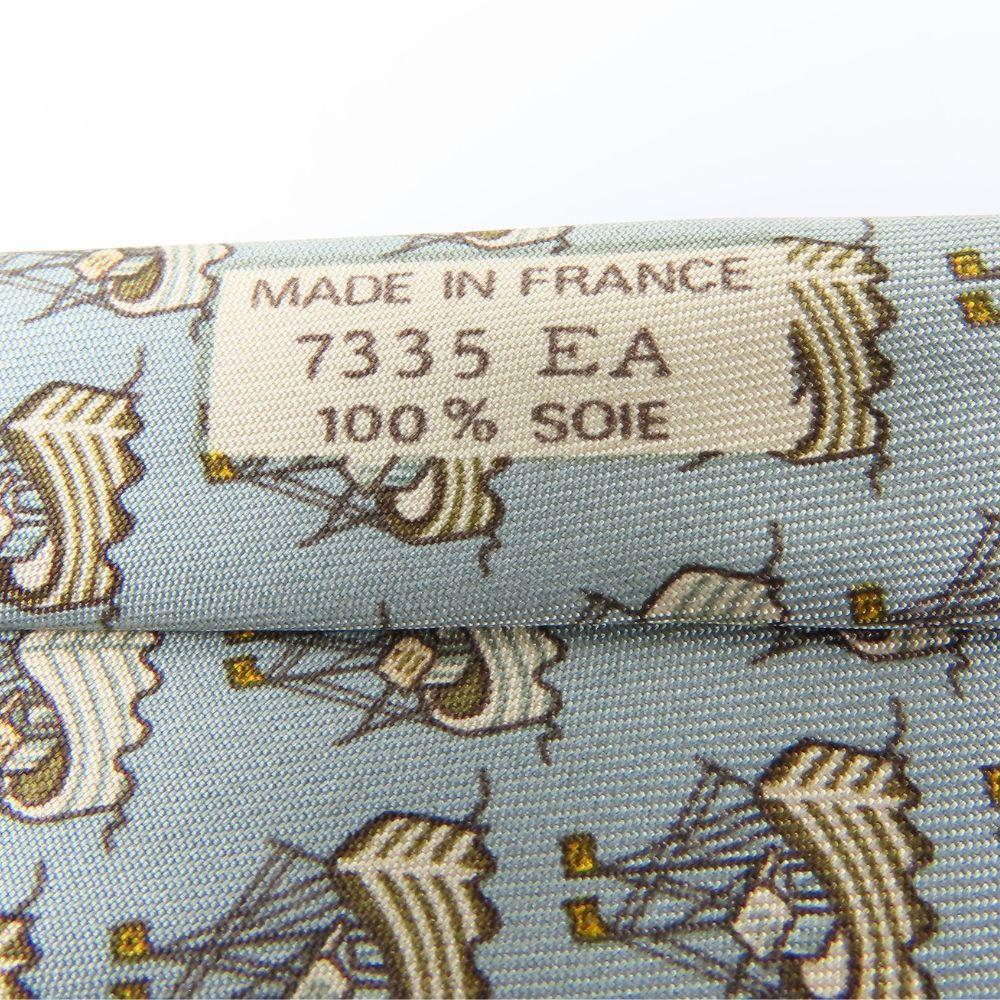 MADE IN FRANCE
7335 EA
100% SOIE